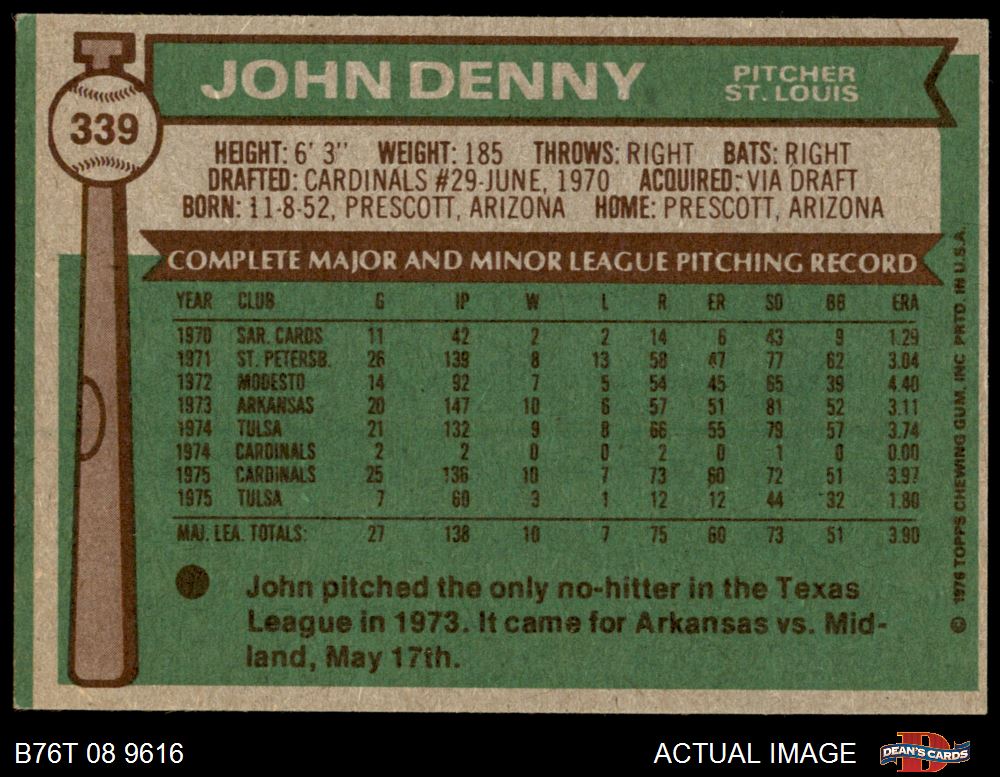 339
JOHN DENNY
PITCHER
ST. LOUIS
HEIGHT: 6' 3" WEIGHT: 185 THROWS: RIGHT BATS: RIGHT
DRAFTED: CARDINALS #29-JUNE, 1970 ACQUIRED: VIA DRAFT
BORN: 11-8-52, PRESCOTT, ARIZONA HOME: PRESCOTT, ARIZONA
COMPLETE MAJOR AND MINOR LEAGUE PITCHING RECORD
YEAR CLUB G IP W L R ER SO BB ERA
1970 SAR. CARDS 11 42 2 2 14 6 43 9 1.29
1971 ST. PETERSB. 26 139 8 13 58 47 77 62 3.04
1972 MODESTO 14 92 7 5 54 45 65 39 4.40
1973 ARKANSAS 20 147 10 6 57 51 81 52 3.11
1974 TULSA 21 132 9 8 66 55 79 57 3.74
1974 CARDINALS 2 2 0 0 2 0 1 0 0.00
1975 CARDINALS 25 136 10 7 73 60 72 51 3.97
1975 TULSA 7 60 3 1 12 12 44 32 1.80
MAJ. LEA. TOTALS: 27 138 10 7 75 60 73 51 3.90
John pitched the only no-hitter in the Texas
League in 1973. It came for Arkansas vs. Mid-
land, May 17th.
© 1976 TOPPS CHEWING GUM, INC PRTD. IN U.S.A.
B76T 08 9616
ACTUAL IMAGE
DEAN'S CARDS